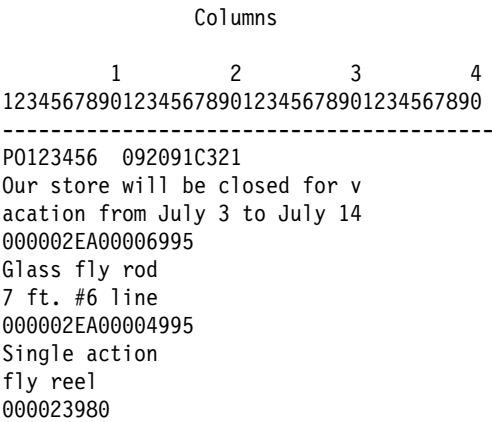 Columns
1 2 3 4
1234567890123456789012345678901234567890
-----------------------------------------
PO123456  092091C321
Our store will be closed for v
acation from July 3 to July 14
000002EA00006995
Glass fly rod
7 ft. #6 line
000002EA00004995
Single action
fly reel
000023980